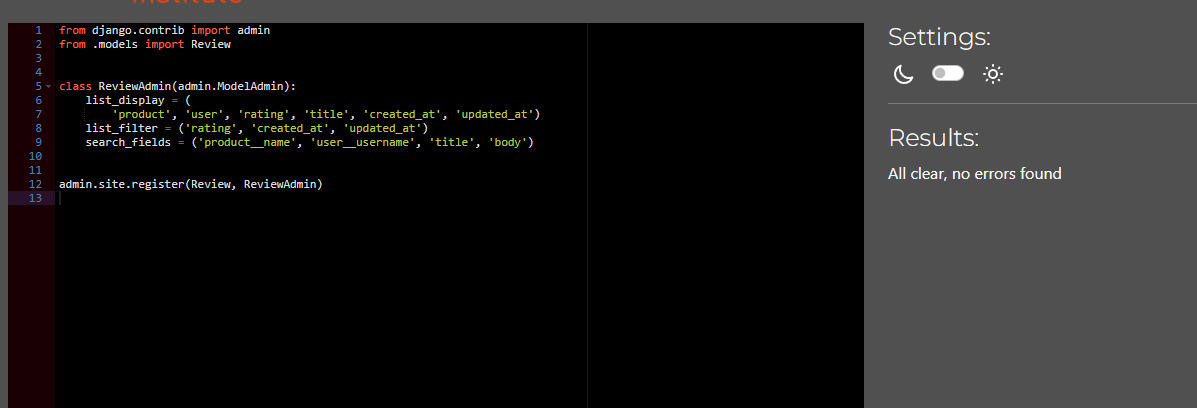 Institute
1 from django.contrib import admin
2 from .models import Review
3
4
5 class ReviewAdmin(admin.ModelAdmin):
6     list_display = (
7         'product', 'user', 'rating', 'title', 'created_at', 'updated_at')
8     list_filter = ('rating', 'created_at', 'updated_at')
9     search_fields = ('product__name', 'user__username', 'title', 'body')
10
11
12 admin.site.register(Review, ReviewAdmin)
13
Settings:
Results:
All clear, no errors found